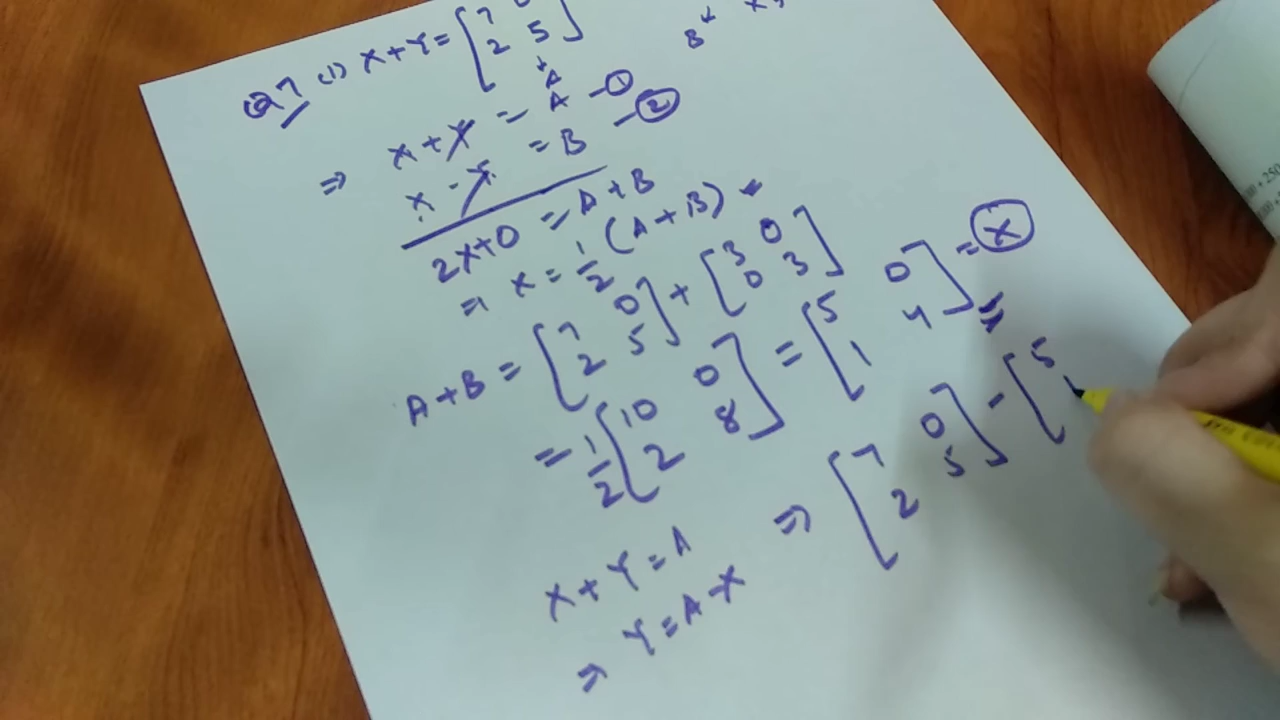 Q7 (1) X+Y= [7 0
2 5]
↓
A
B
⇒ X+Y = A -①
X-Y = B -②
2X+0 = A+B
⇒ X = 1/2 (A+B)
A+B = [7 0
2 5] + [3 0
0 3]
= 1/2 [10 0
2 8] = [5 0
1 4] = X
X+Y=A
⇒ Y=A-X
⇒ [7 0
2 5] - [5
1